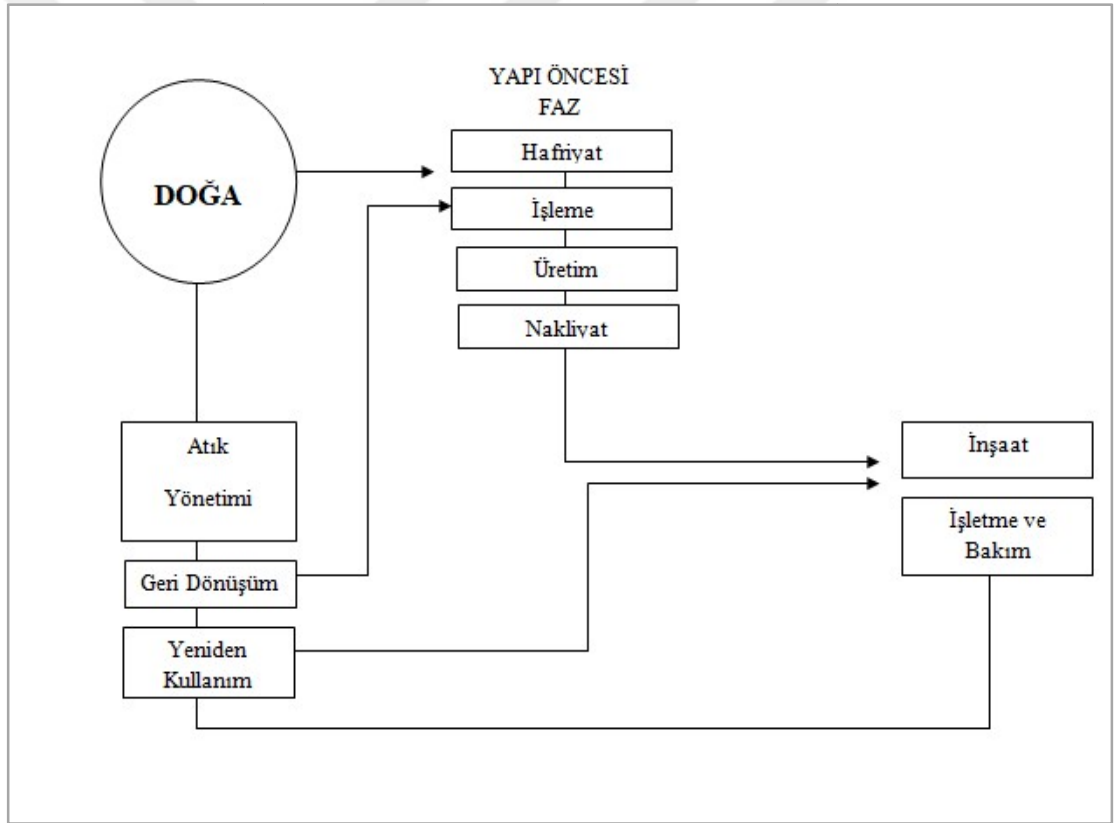 YAPI ÖNCESİ
FAZ
Hafriyat
DOĞA
İşleme
Üretim
Nakliyat
Atık
Yönetimi
İnşaat
İşletme ve
Bakım
Geri Dönüşüm
Yeniden
Kullanım